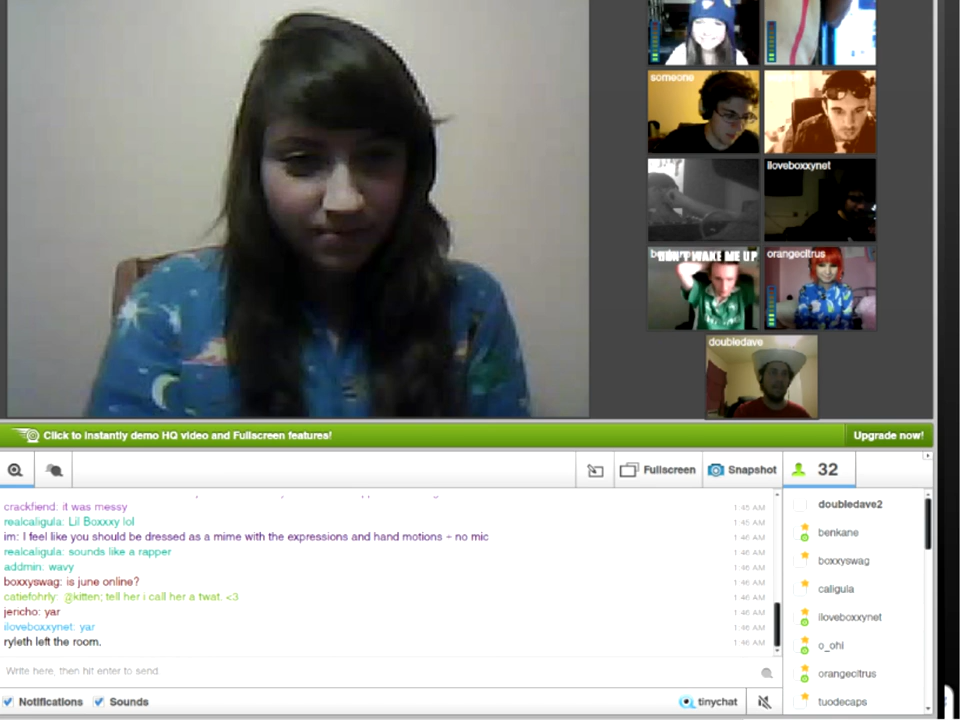 someone
iloveboxxynet
DON'T WAKE ME UP
orangecitrus
doubledave
Click to instantly demo HQ video and Fullscreen features!
Upgrade now!
Fullscreen
Snapshot
32
crackfiend: it was messy 1:45 AM
realcaligula: Lil Boxxxy lol 1:45 AM
im: I feel like you should be dressed as a mime with the expressions and hand motions + no mic 1:46 AM
realcaligula: sounds like a rapper 1:46 AM
addmin: wavy 1:46 AM
boxxyswag: is june online? 1:46 AM
catiefohrly: @kitten; tell her i call her a twat. <3 1:46 AM
jericho: yar 1:46 AM
iloveboxxynet: yar 1:46 AM
ryleth left the room. 1:46 AM
doubledave2
benkane
boxxyswag
caligula
iloveboxxynet
o_ohi
orangecitrus
tuodecaps
Write here, then hit enter to send
Notifications
Sounds
tinychat